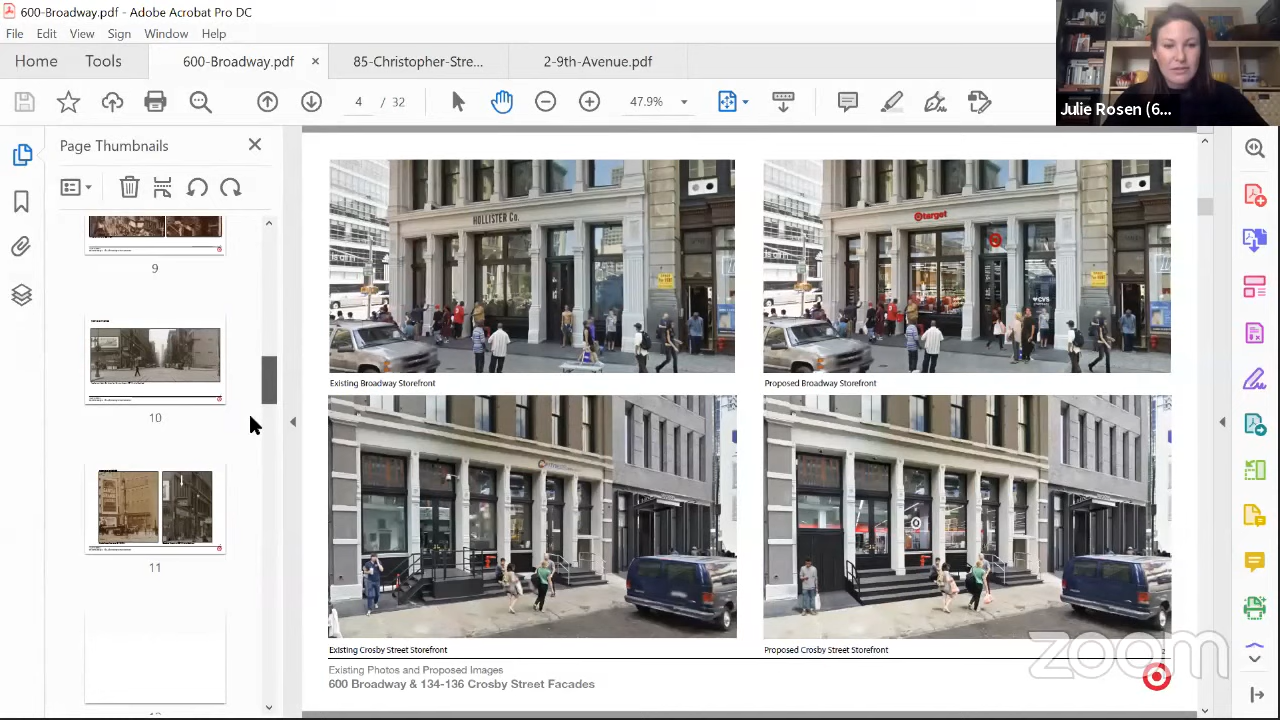 600-Broadway.pdf - Adobe Acrobat Pro DC
File Edit View Sign Window Help
Home Tools 600-Broadway.pdf × 85-Christopher-Stre... 2-9th-Avenue.pdf
4 32 47.9%
Julie Rosen (6...
Page Thumbnails
9
10
11
HOLLISTER Co.
target
CVS
Existing Broadway Storefront
Proposed Broadway Storefront
Existing Crosby Street Storefront
Proposed Crosby Street Storefront
2
Existing Photos and Proposed Images
600 Broadway & 134-136 Crosby Street Facades
zoom